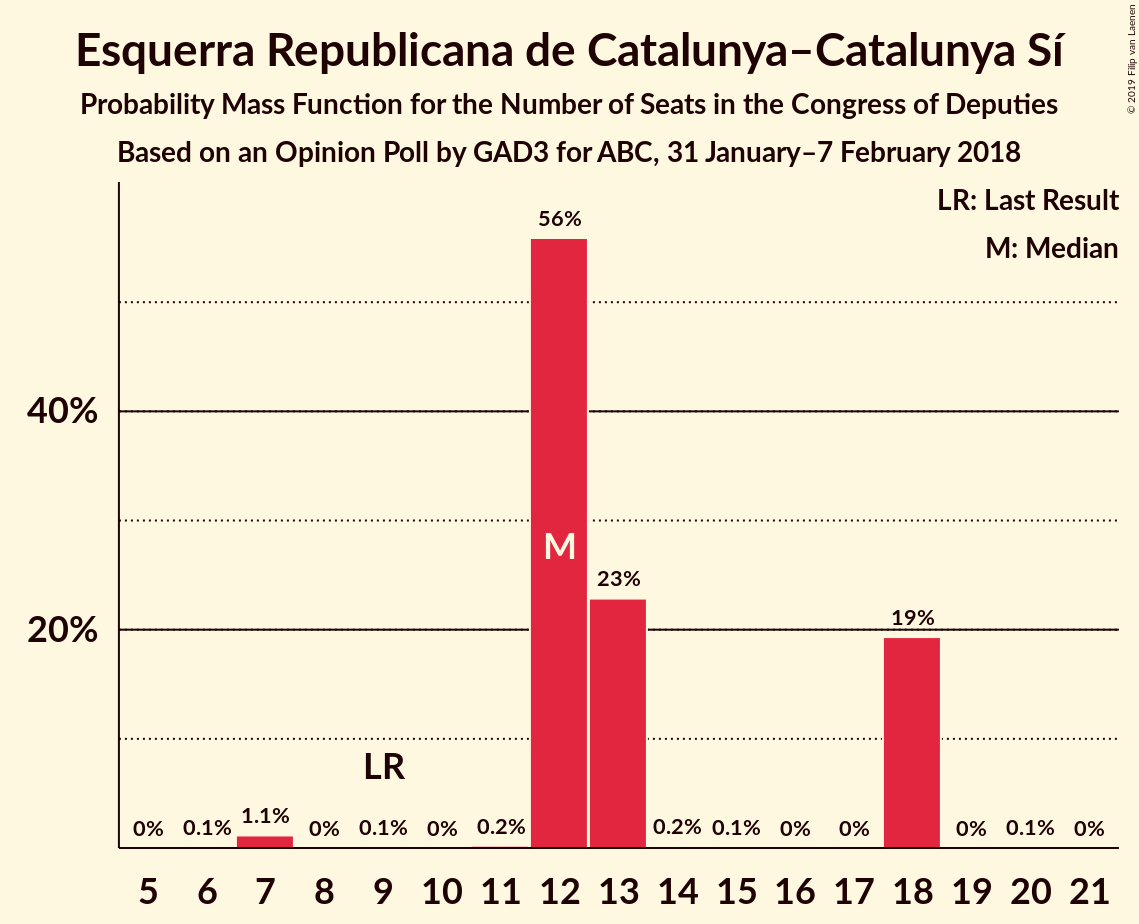 Esquerra Republicana de Catalunya–Catalunya Sí
Probability Mass Function for the Number of Seats in the Congress of Deputies
Based on an Opinion Poll by GAD3 for ABC, 31 January–7 February 2018
© 2019 Filip van Laenen
LR: Last Result
M: Median
56%
40%
M
23%
20%
19%
LR
0% 0.1% 1.1% 0% 0.1% 0% 0.2% 0.2% 0.1% 0% 0% 0% 0.1% 0%
5 6 7 8 9 10 11 12 13 14 15 16 17 18 19 20 21